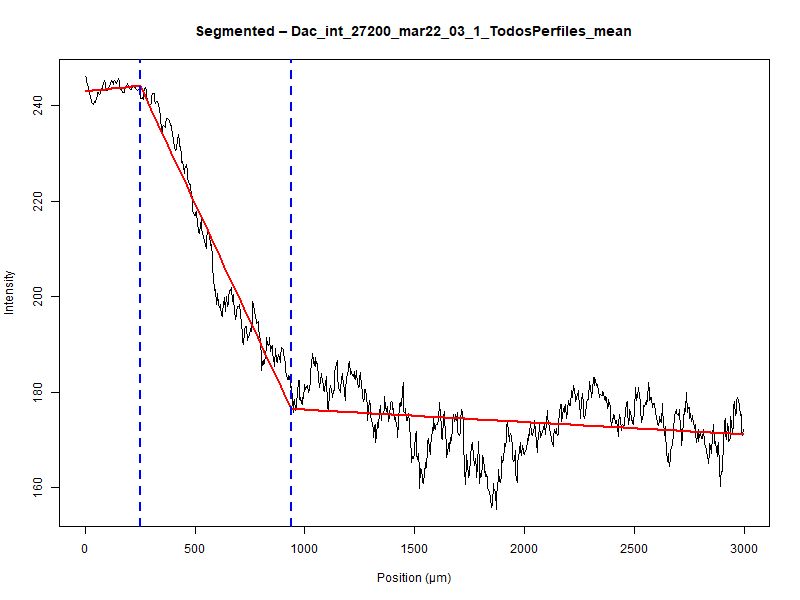 Segmented – Dac_int_27200_mar22_03_1_TodosPerfiles_mean
Intensity
240
220
200
180
160
0 500 1000 1500 2000 2500 3000
Position (µm)